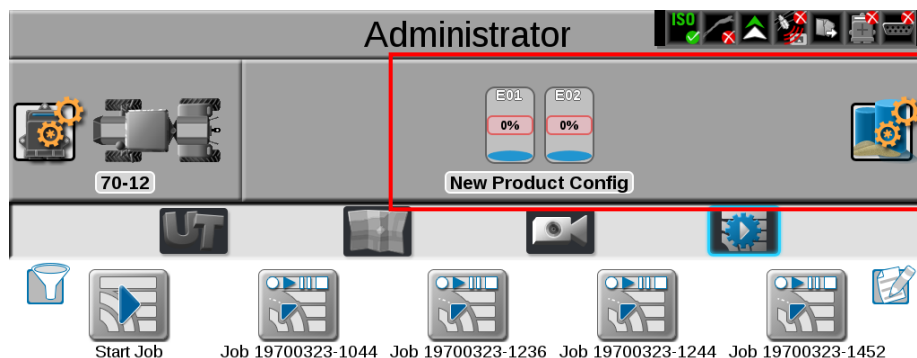 Administrator
ISO
E01 E02
0% 0%
70-12
New Product Config
UT
Start Job
Job 19700323-1044
Job 19700323-1236
Job 19700323-1244
Job 19700323-1452